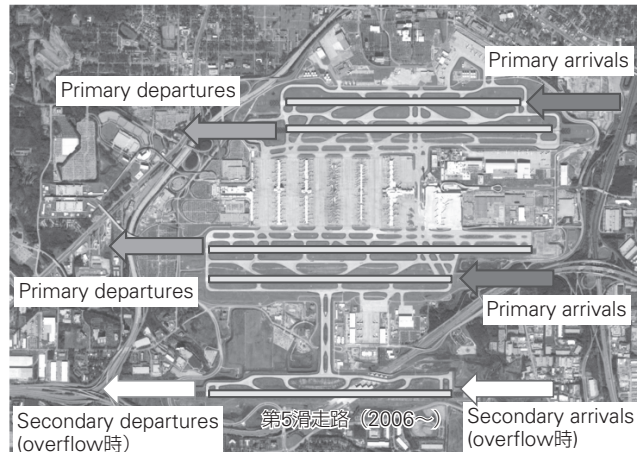 Primary arrivals
Primary departures
Primary departures
Primary arrivals
Secondary departures
(overflow時)
第5滑走路（2006～）
Secondary arrivals
(overflow時)